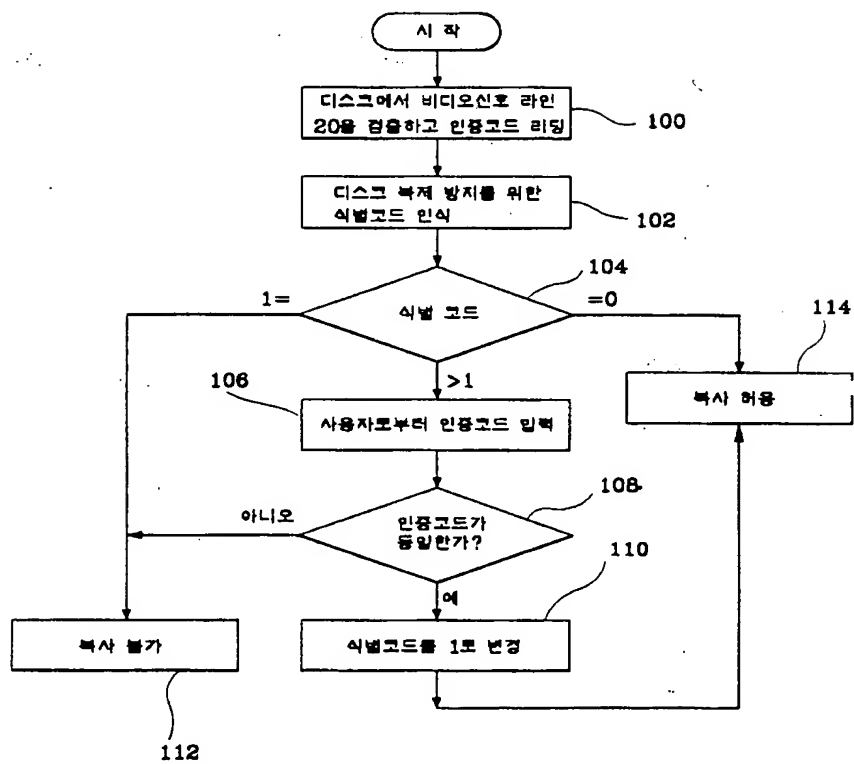 시 작
디스크에서 비디오신호 라인
20을 검출하고 인증코드 리딩
100
디스크 복제 방지를 위한
식별코드 인식
102
104
1=
식별 코드
=0
114
>1
106
복사 허용
사용자로부터 인증코드 입력
108
아니오
인증코드가
동일한가?
110
예
복사 불가
식별코드를 1로 변경
112